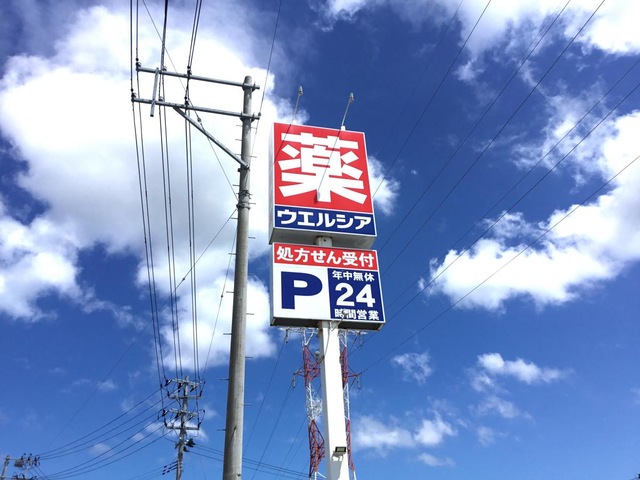 薬
ウエルシア
処方せん受付
P
年中無休
24
時間営業